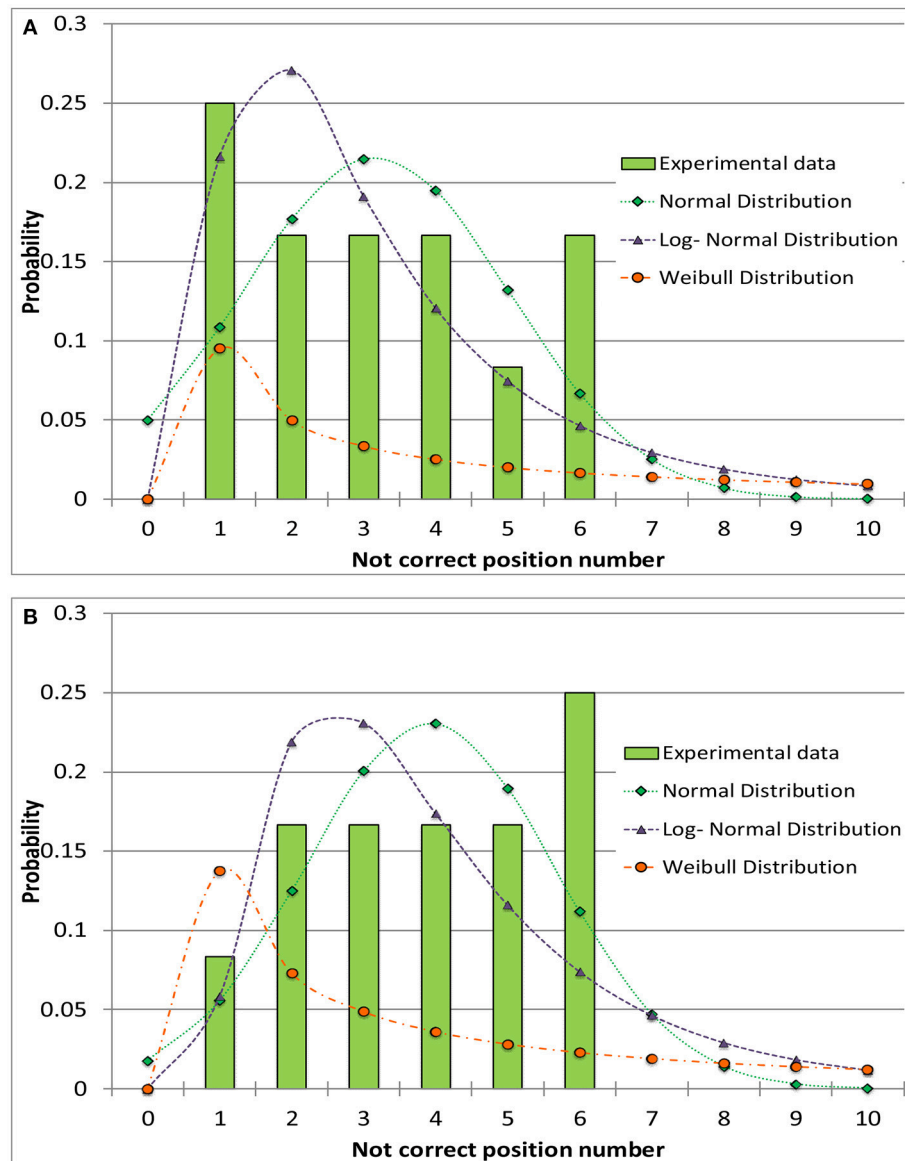 A
0.3
0.25
0.2
0.15
0.1
0.05
0
Probability
Experimental data
Normal Distribution
Log- Normal Distribution
Weibull Distribution
0 1 2 3 4 5 6 7 8 9 10
Not correct position number
B
0.3
0.25
0.2
0.15
0.1
0.05
0
Probability
Experimental data
Normal Distribution
Log- Normal Distribution
Weibull Distribution
0 1 2 3 4 5 6 7 8 9 10
Not correct position number